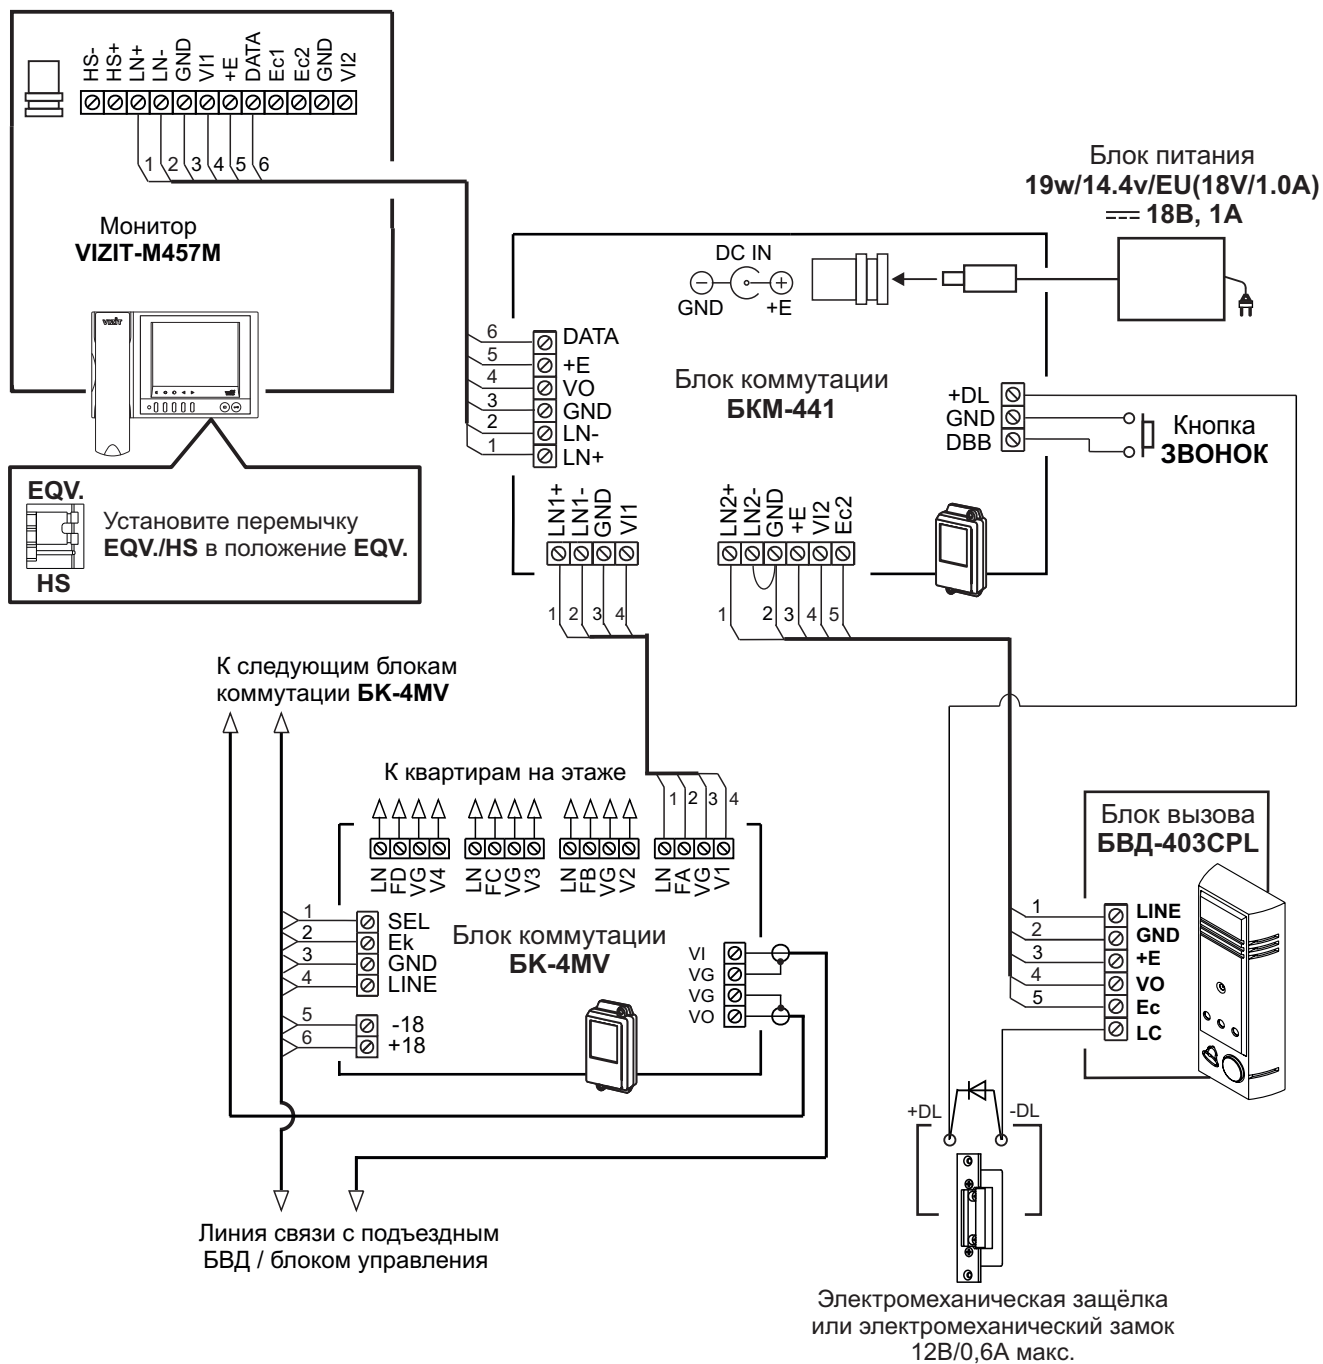 HS-
HS+
LN+
LN-
GND
VI1
+E
DATA
Ec1
Ec2
GND
VI2
1 2 3 4 5 6
Монитор
VIZIT-M457M
VIZIT
EQV.
HS
Установите перемычку
EQV./HS в положение EQV.
Блок питания
19w/14.4v/EU(18V/1.0A)
18В, 1А
DC IN
GND
+E
6 DATA
5 +E
4 VO
3 GND
2 LN-
1 LN+
Блок коммутации
БКМ-441
+DL
GND
DBB
Кнопка
ЗВОНОК
LN1+
LN1-
GND
VI1
1 2 3 4
LN2+
LN2-
GND
+E
VI2
Ec2
1 2 3 4 5
К следующим блокам
коммутации БК-4MV
К квартирам на этаже
1 2 3 4
LN
FD
VG
V4
LN
FC
VG
V3
LN
FB
VG
V2
LN
FA
VG
V1
1 SEL
2 Ek
3 GND
4 LINE
5 -18
6 +18
Блок коммутации
БК-4MV
VI
VG
VG
VO
Линия связи с подъездным
БВД / блоком управления
Блок вызова
БВД-403CPL
1 LINE
2 GND
3 +E
4 VO
5 Ec
LC
+DL
-DL
Электромеханическая защёлка
или электромеханический замок
12В/0,6А макс.